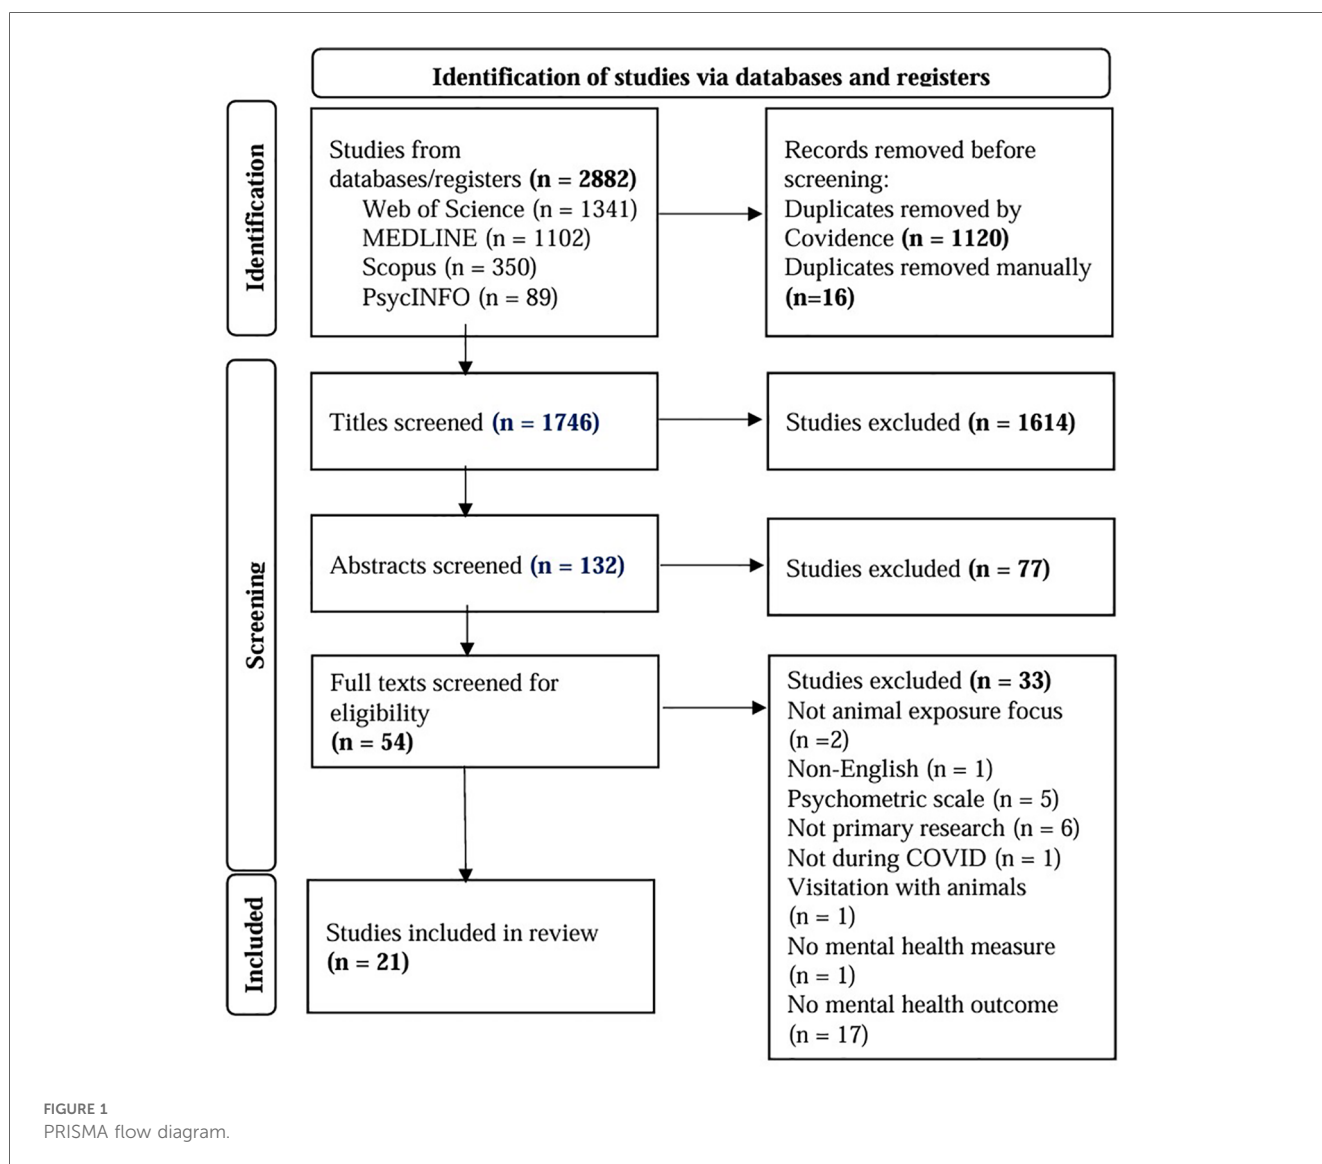 Identification of studies via databases and registers
Identification
Studies from
databases/registers (n = 2882)
Web of Science (n = 1341)
MEDLINE (n = 1102)
Scopus (n = 350)
PsycINFO (n = 89)
Records removed before
screening:
Duplicates removed by
Covidence (n = 1120)
Duplicates removed manually
(n=16)
Screening
Titles screened (n = 1746)
Studies excluded (n = 1614)
Abstracts screened (n = 132)
Studies excluded (n = 77)
Full texts screened for
eligibility
(n = 54)
Studies excluded (n = 33)
Not animal exposure focus
(n =2)
Non-English (n = 1)
Psychometric scale (n = 5)
Not primary research (n = 6)
Not during COVID (n = 1)
Visitation with animals
(n = 1)
No mental health measure
(n = 1)
No mental health outcome
(n = 17)
Included
Studies included in review
(n = 21)
FIGURE 1
PRISMA flow diagram.